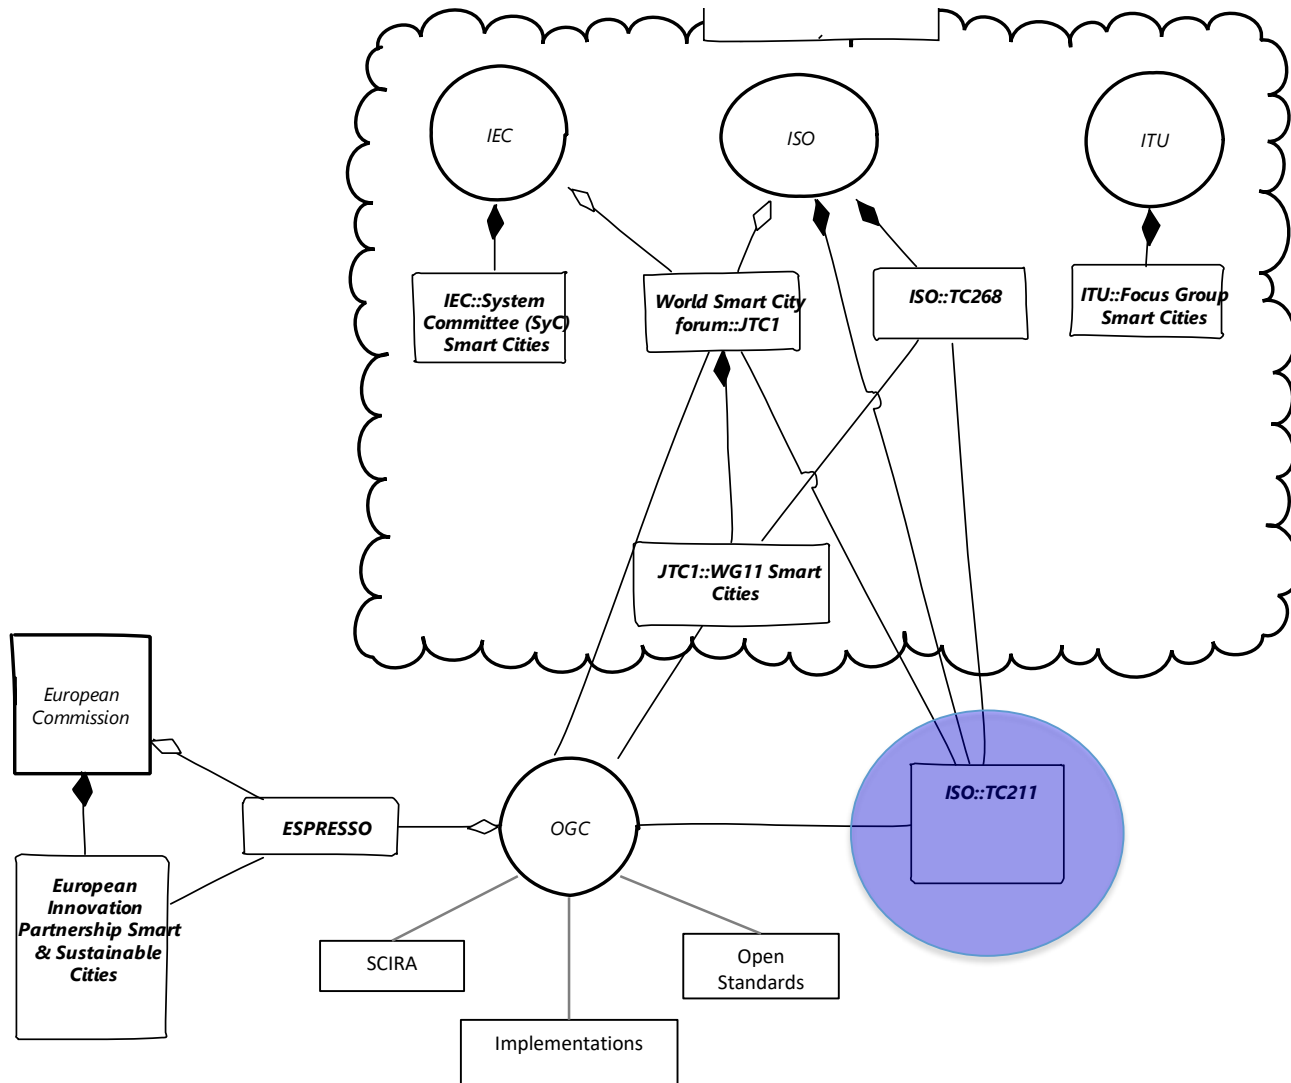 IEC
ISO
ITU
IEC::System
Committee (SyC)
Smart Cities
World Smart City
forum::JTC1
ISO::TC268
ITU::Focus Group
Smart Cities
JTC1::WG11 Smart
Cities
European
Commission
ESPRESSO
OGC
ISO::TC211
European
Innovation
Partnership Smart
& Sustainable
Cities
SCIRA
Open
Standards
Implementations